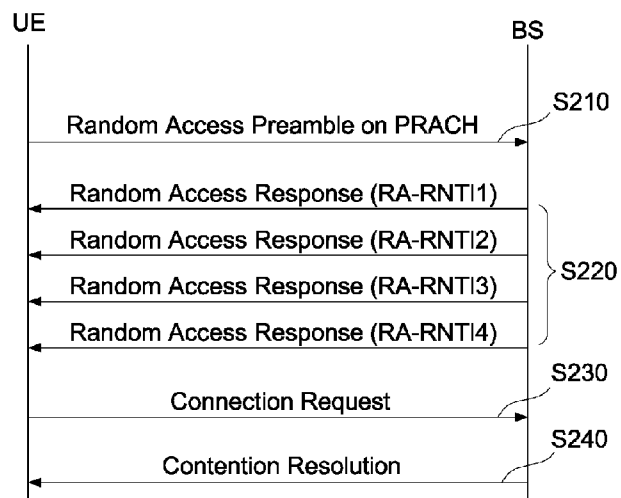 UE
BS
S210
Random Access Preamble on PRACH
Random Access Response (RA-RNTI1)
Random Access Response (RA-RNTI2)
Random Access Response (RA-RNTI3)
Random Access Response (RA-RNTI4)
S220
S230
Connection Request
S240
Contention Resolution